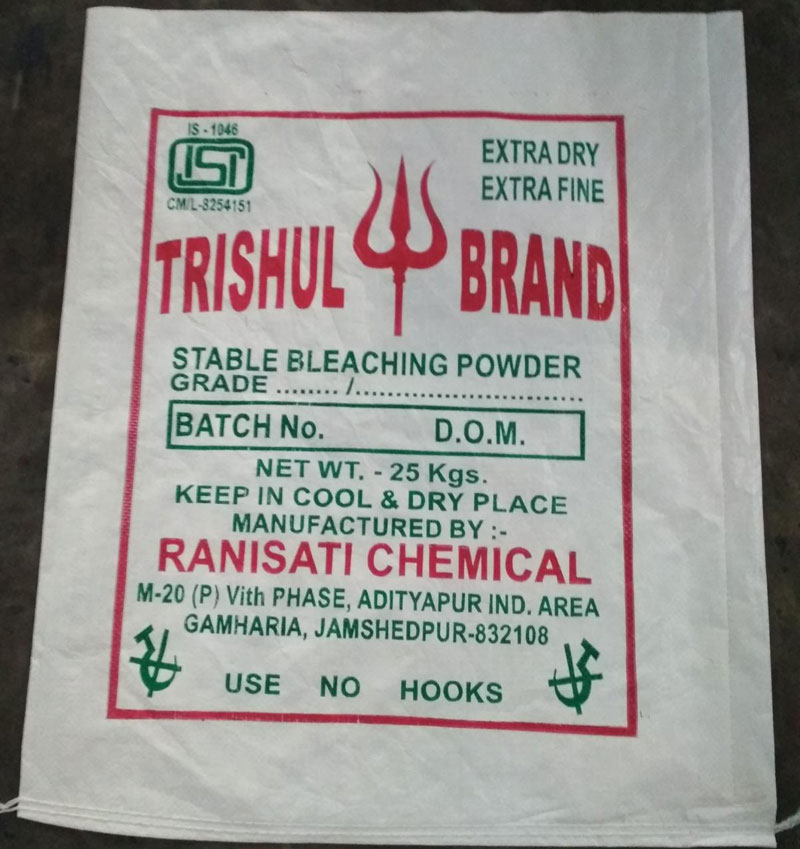 IS - 1046
ISI
CM/L-8254151
EXTRA DRY
EXTRA FINE
TRISHUL BRAND
STABLE BLEACHING POWDER
GRADE ........ /.............................
BATCH No. D.O.M.
NET WT. - 25 Kgs.
KEEP IN COOL & DRY PLACE
MANUFACTURED BY :-
RANISATI CHEMICAL
M-20 (P) Vith PHASE, ADITYAPUR IND. AREA
GAMHARIA, JAMSHEDPUR-832108
USE NO HOOKS